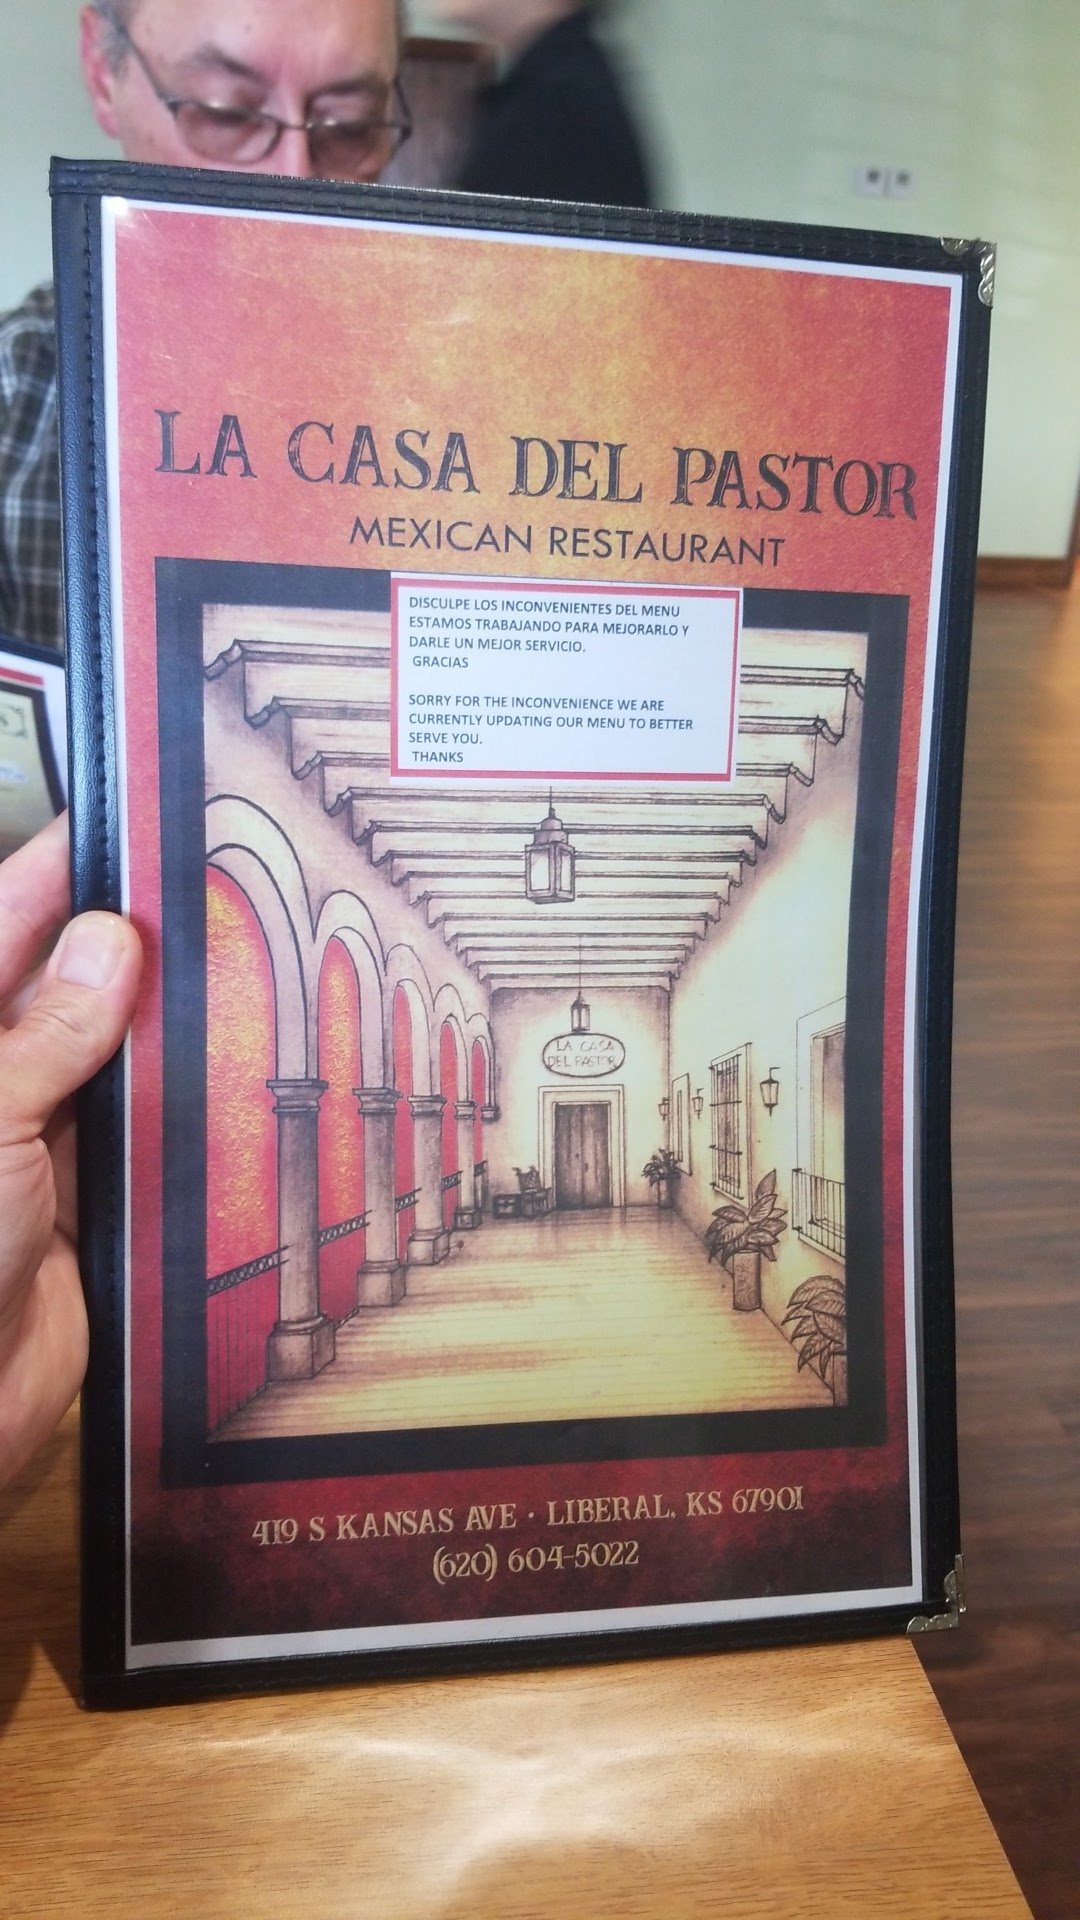 LA CASA DEL PASTOR
MEXICAN RESTAURANT
DISCULPE LOS INCONVENIENTES DEL MENU
ESTAMOS TRABAJANDO PARA MEJORARLO Y
DARLE UN MEJOR SERVICIO.
GRACIAS
SORRY FOR THE INCONVENIENCE WE ARE
CURRENTLY UPDATING OUR MENU TO BETTER
SERVE YOU.
THANKS
LA CASA
DEL PASTOR
419 S KANSAS AVE · LIBERAL, KS 67901
(620) 604-5022